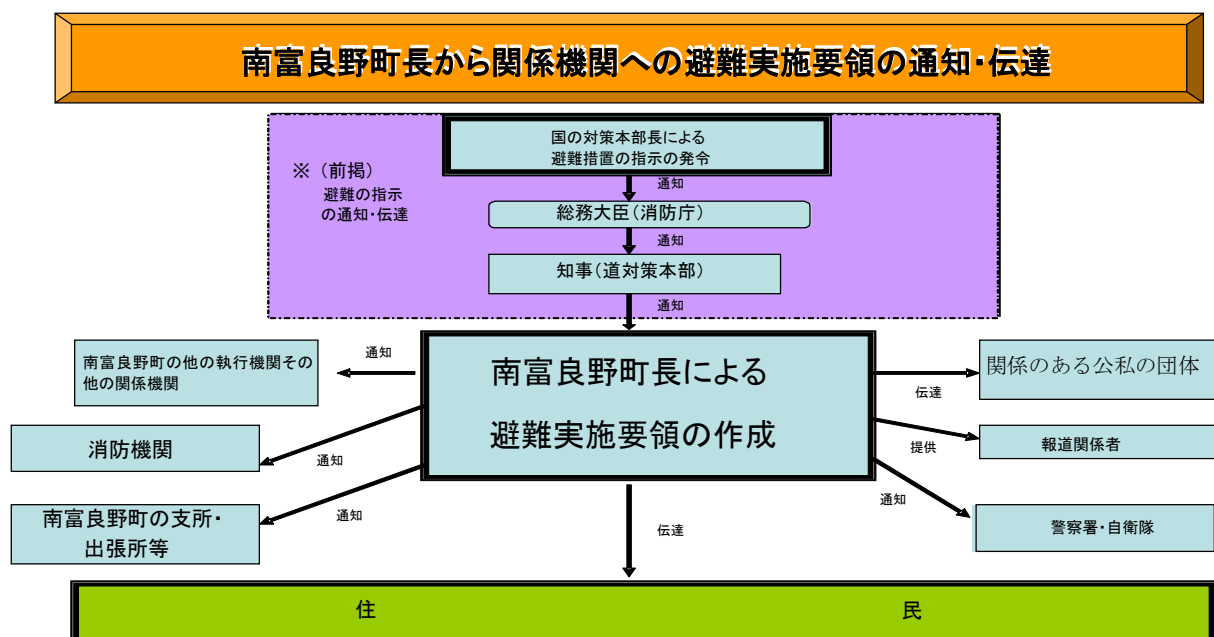 南富良野町長から関係機関への避難実施要領の通知・伝達
国の対策本部長による
避難措置の指示の発令
※（前掲）
避難の指示
の通知・伝達
通知
総務大臣（消防庁）
通知
知事（道対策本部）
通知
南富良野町長による
避難実施要領の作成
南富良野町の他の執行機関その
他の関係機関
通知
消防機関
通知
南富良野町の支所・
出張所等
通知
関係のある公私の団体
伝達
報道関係者
提供
警察署・自衛隊
通知
伝達
住　民